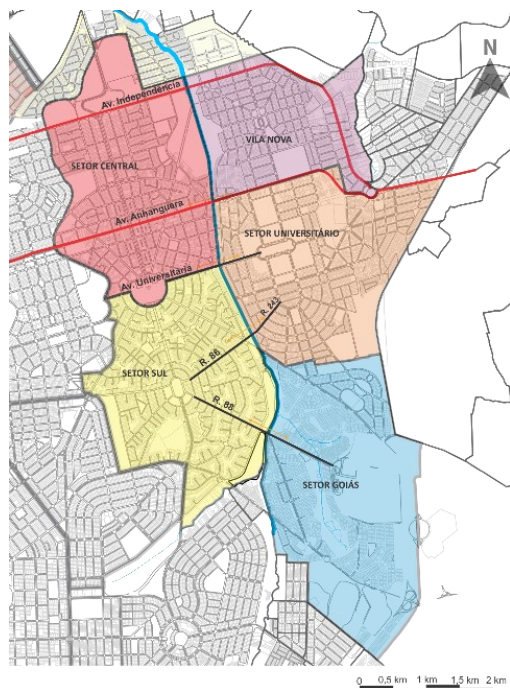 N
Av. Independência
VILA NOVA
SETOR CENTRAL
Av. Anhanguera
SETOR UNIVERSITÁRIO
Av. Universitária
R. 243
R. 86
SETOR SUL
R. 88
SETOR GOIÁS
0 0,5 km 1 km 1,5 km 2 km